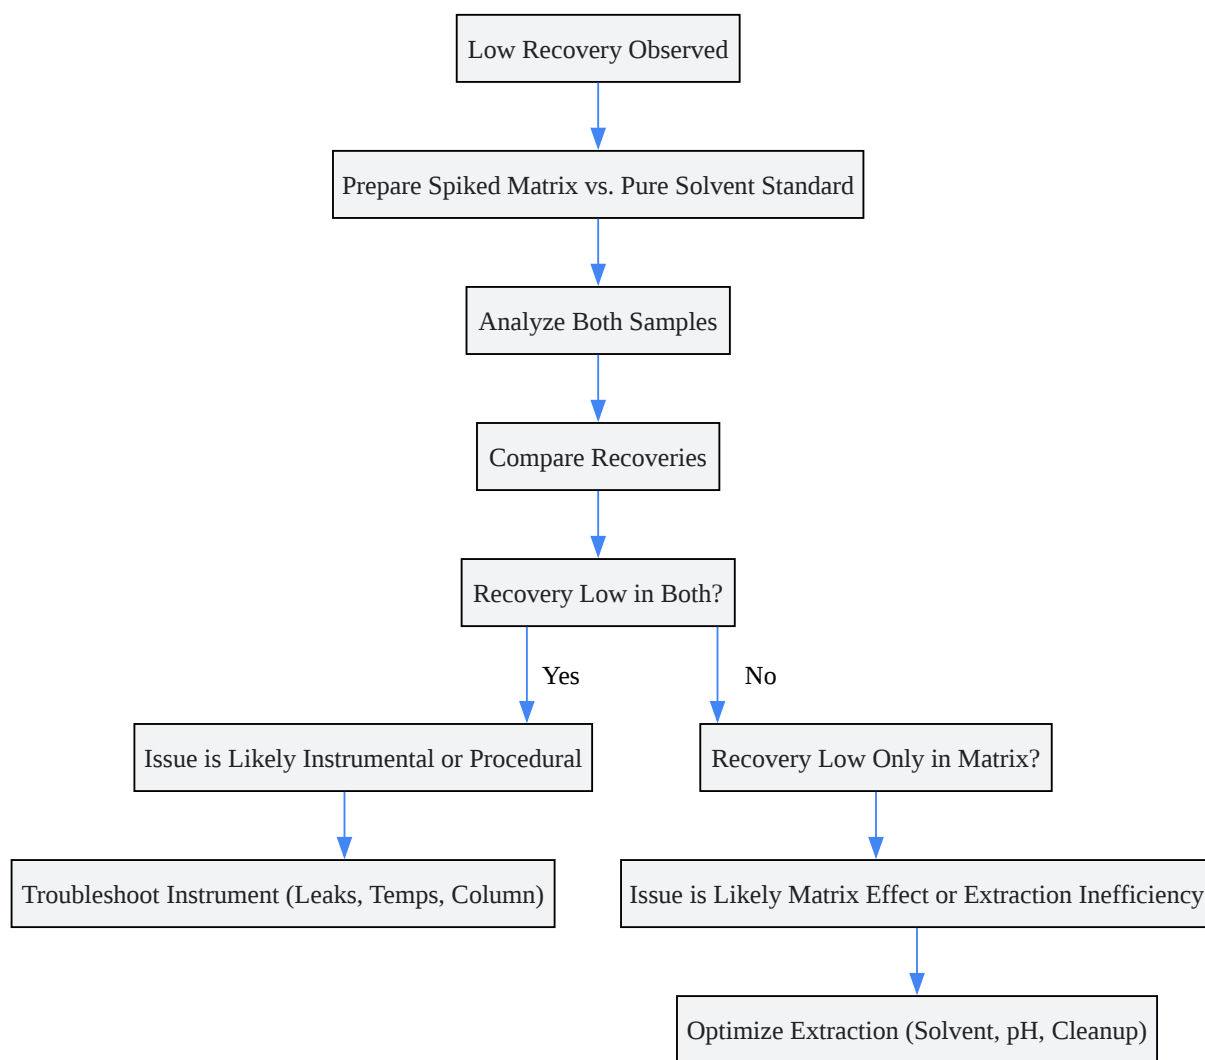 Low Recovery Observed
Prepare Spiked Matrix vs. Pure Solvent Standard
Analyze Both Samples
Compare Recoveries
Recovery Low in Both?
Yes
No
Issue is Likely Instrumental or Procedural
Recovery Low Only in Matrix?
Troubleshoot Instrument (Leaks, Temps, Column)
Issue is Likely Matrix Effect or Extraction Inefficiency
Optimize Extraction (Solvent, pH, Cleanup)